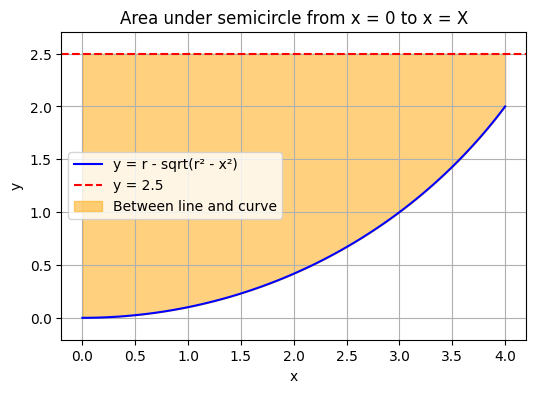 Area under semicircle from x = 0 to x = X
y
2.5
2.0
1.5
1.0
0.5
0.0
y = r - sqrt(r² - x²)
y = 2.5
Between line and curve
0.0 0.5 1.0 1.5 2.0 2.5 3.0 3.5 4.0
x